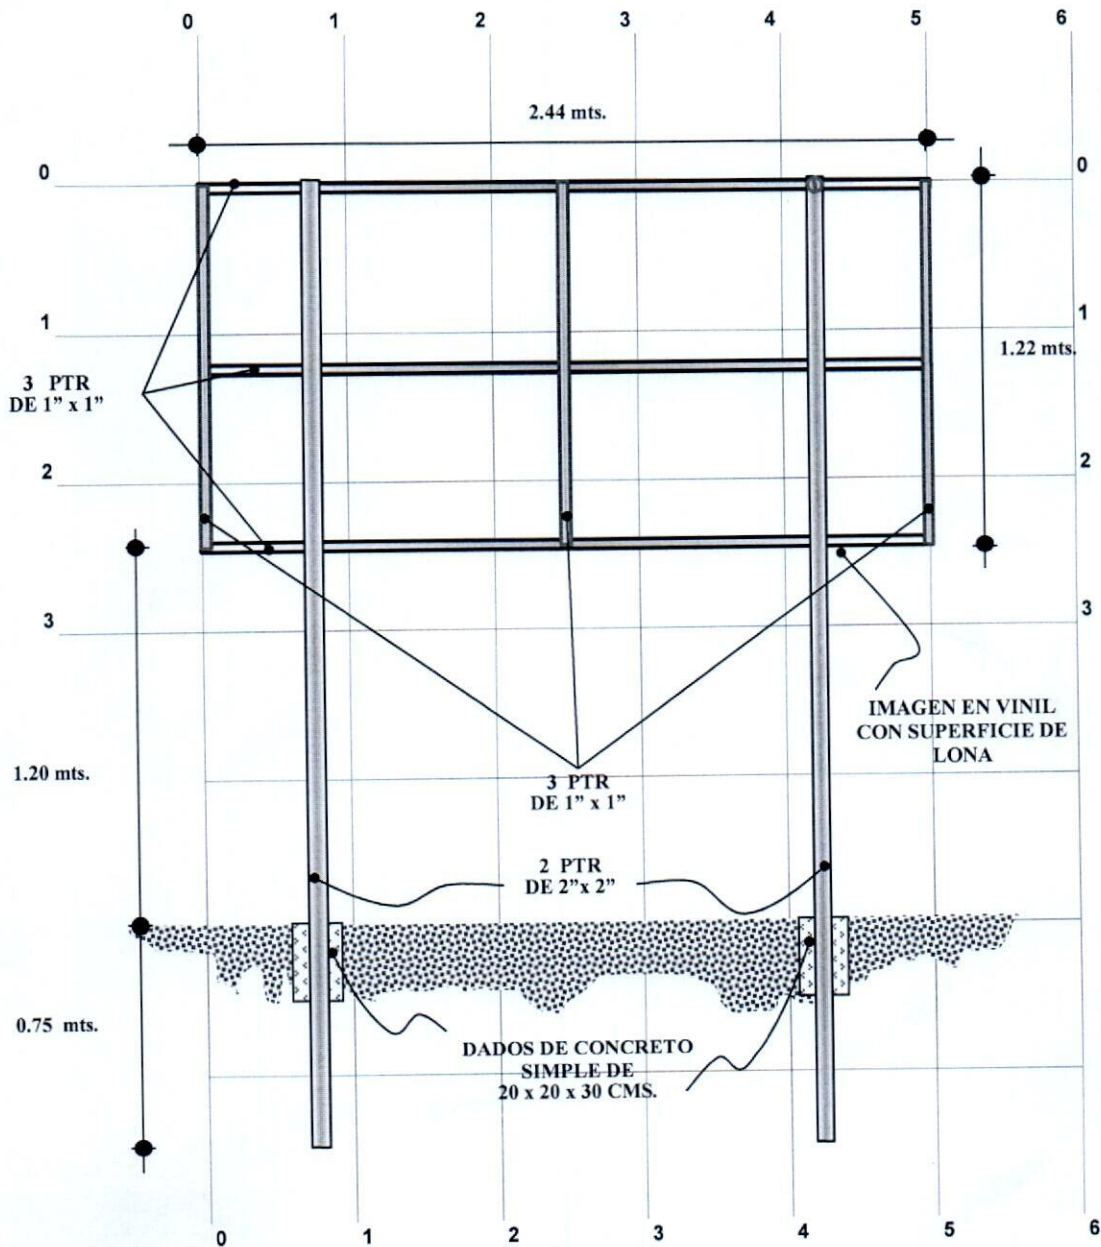 0 1 2 3 4 5 6
2.44 mts.
0 0
1 1
1.22 mts.
3 PTR
DE 1” x 1”
2 2
3 3
IMAGEN EN VINIL
CON SUPERFICIE DE
LONA
1.20 mts.
3 PTR
DE 1” x 1”
2 PTR
DE 2”x 2”
0.75 mts.
DADOS DE CONCRETO
SIMPLE DE
20 x 20 x 30 CMS.
0 1 2 3 4 5 6